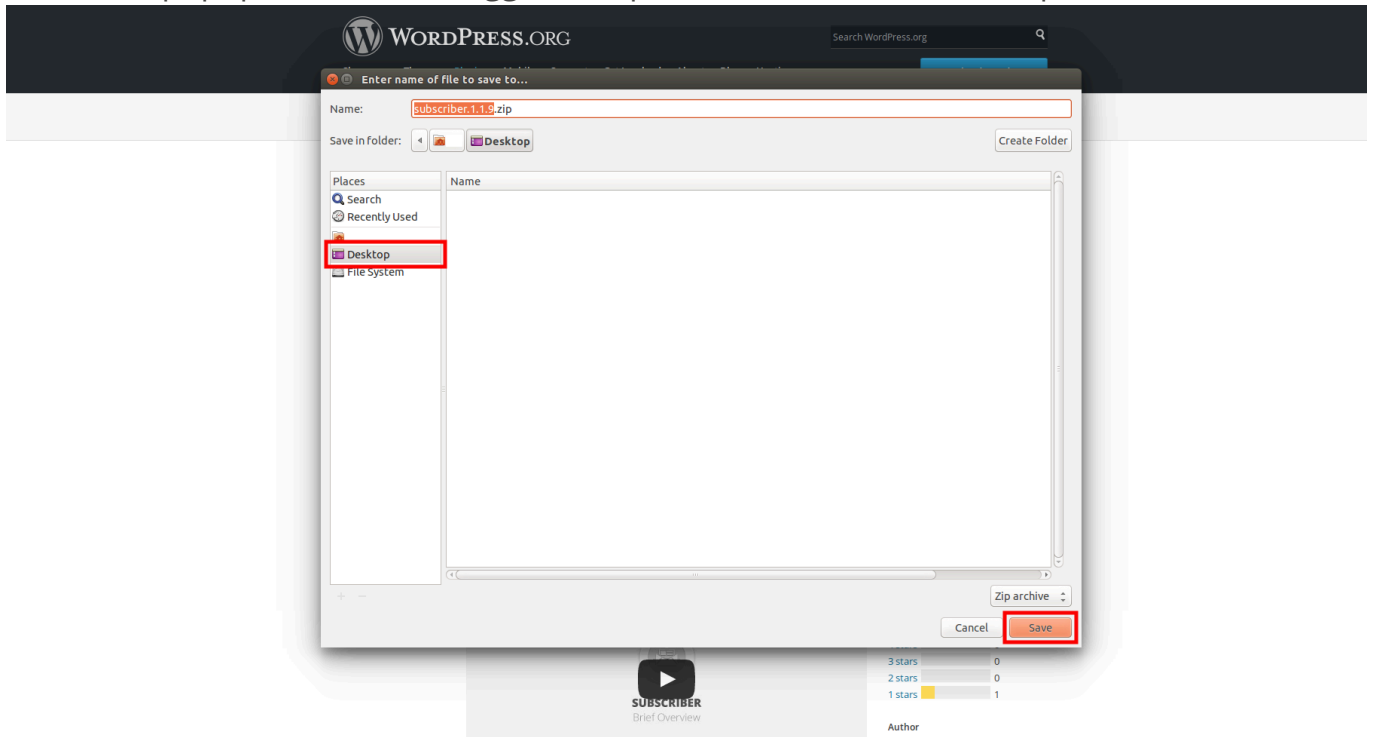 WORDPRESS.ORG
Search WordPress.org
Enter name of file to save to...
Name: subscriber.1.1.9.zip
Save in folder: Desktop Create Folder
Places Name
Search
Recently Used
Desktop
File System
Zip archive
Cancel Save
3 stars 0
2 stars 0
1 stars 1
SUBSCRIBER
Brief Overview
Author